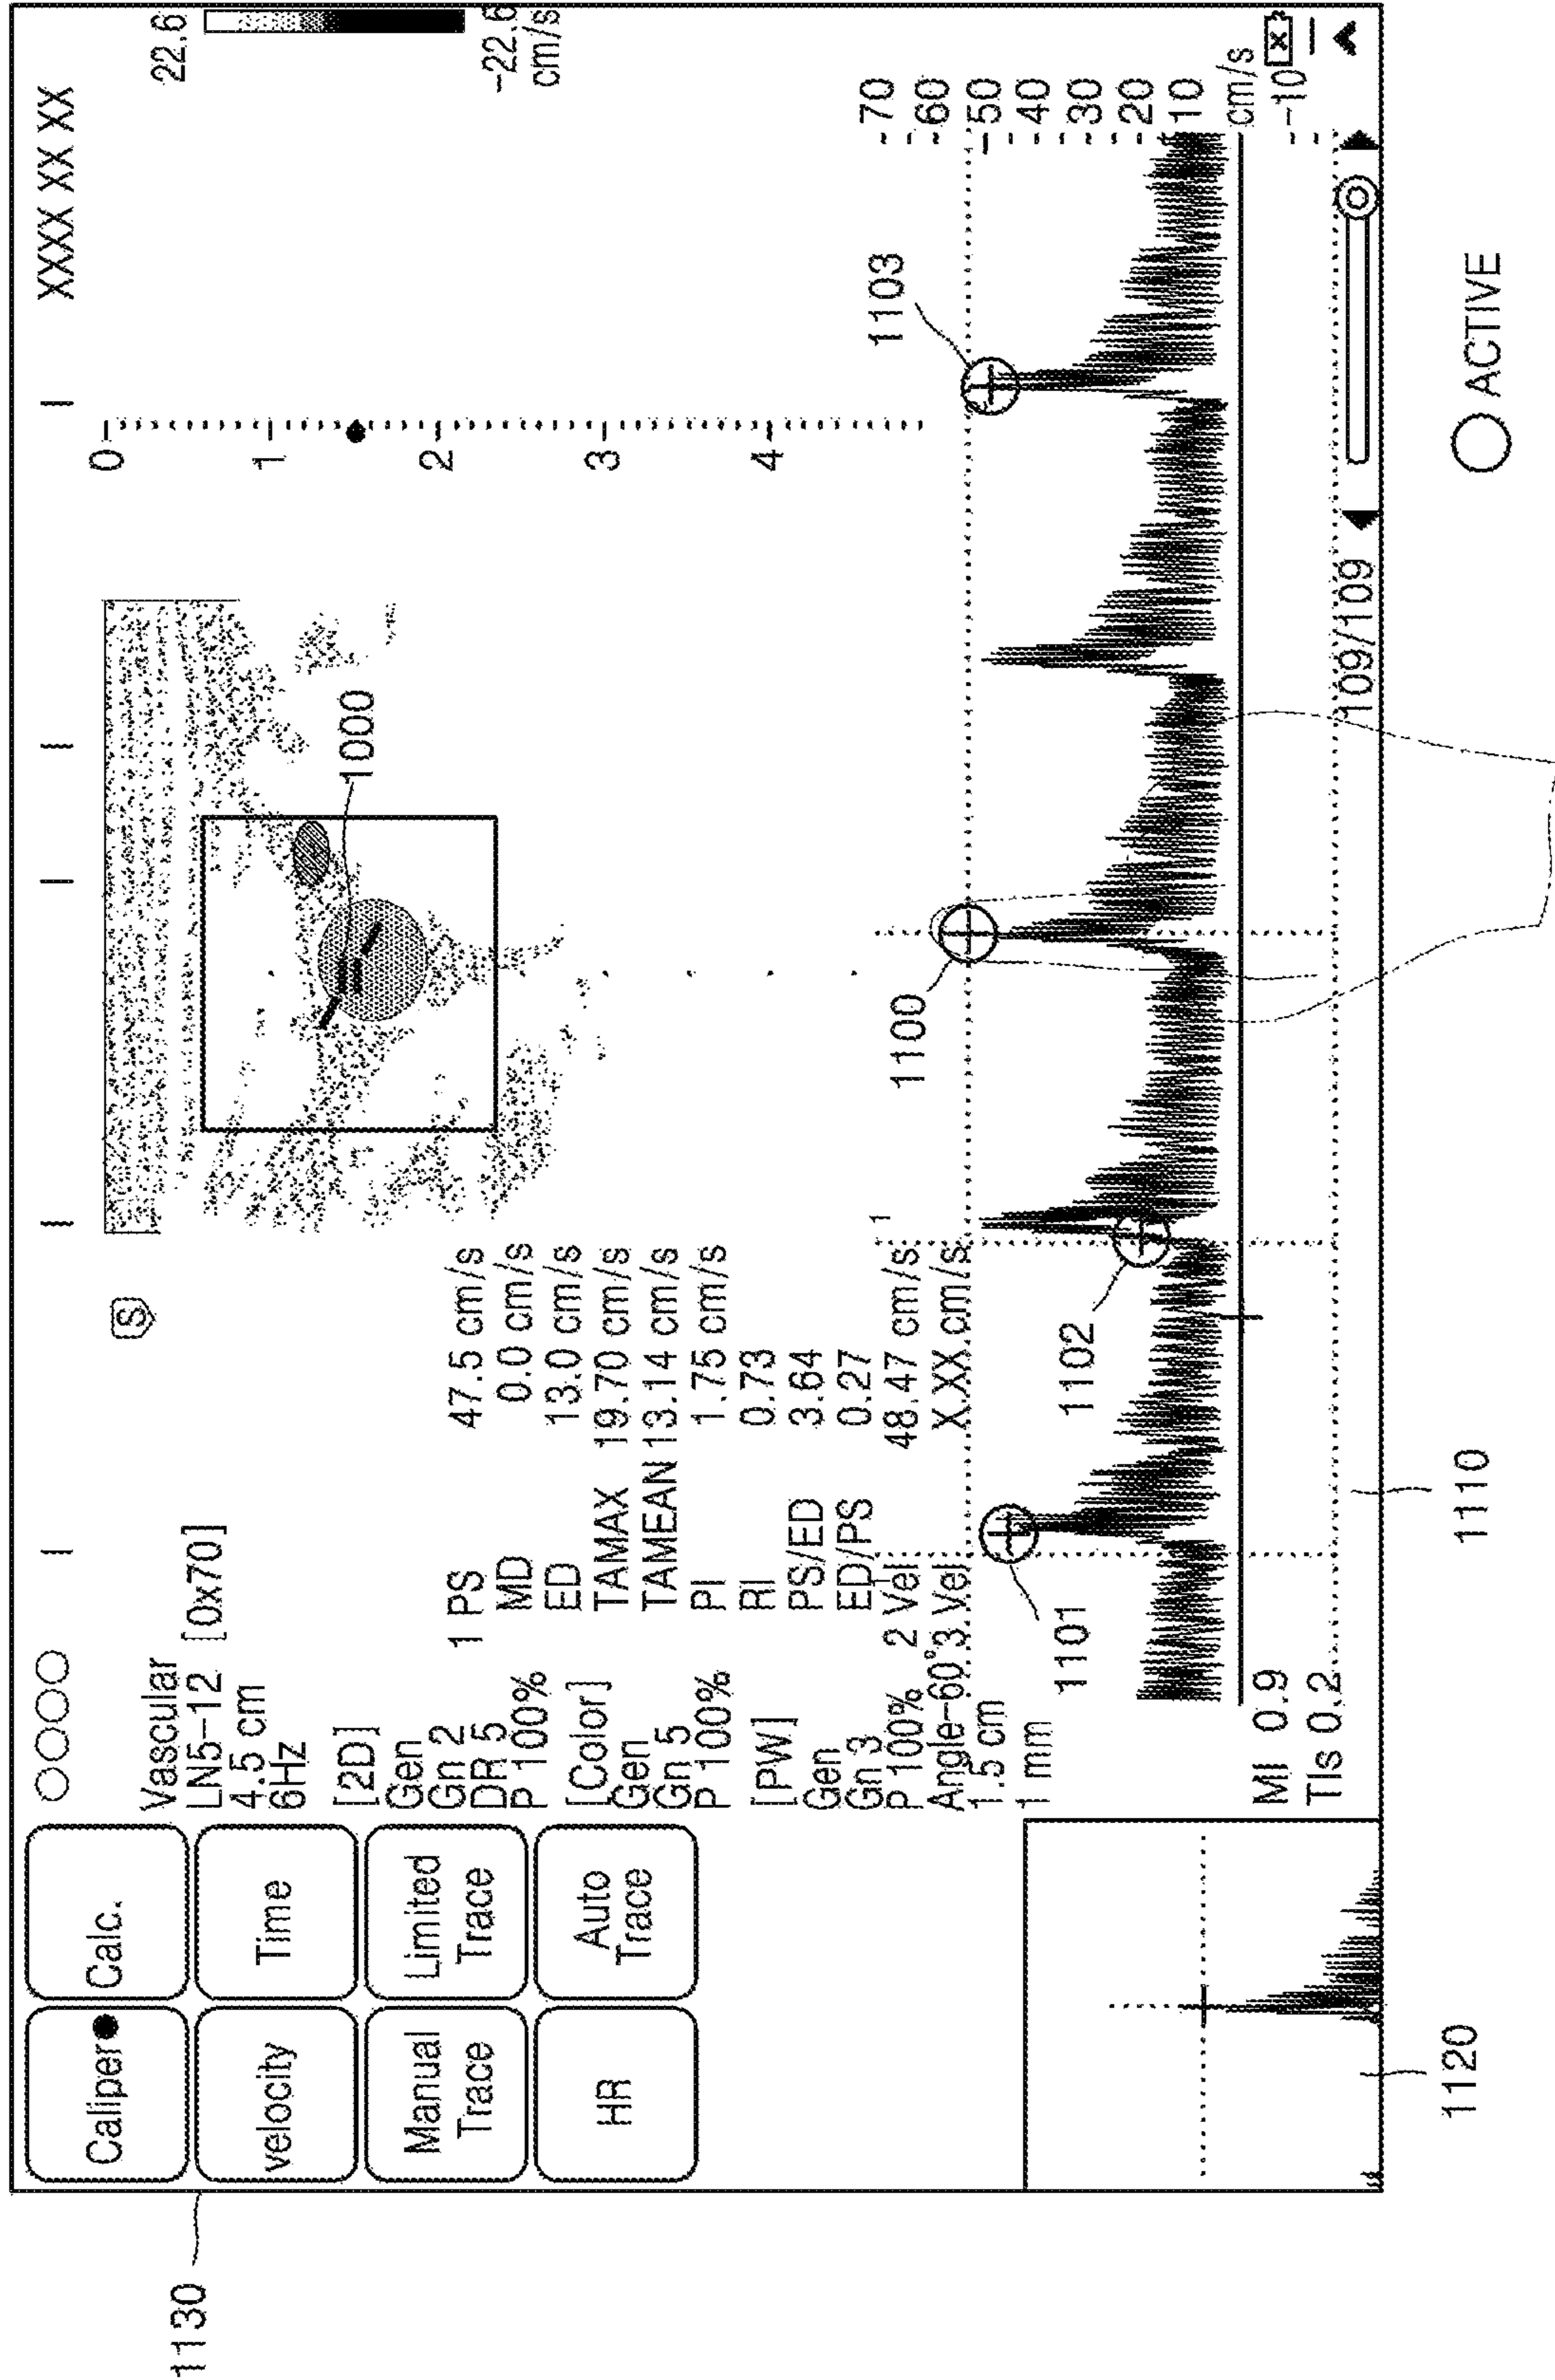 1130
Caliper
Calc.
velocity
Time
Manual Trace
Limited Trace
HR
Auto Trace
XXXX XX XX
Vascular
LN5-12 [0x70]
4.5 cm
6Hz
[2D]
Gen
Gn 2
DR 5
P 100%
[Color]
Gen
Gn 5
P 100%
[PW]
Gen
Gn 3
P 100%
Angle-60°
1.5 cm
1 mm
MI 0.9
TIs 0.2
1 PS 47.5 cm/s
MD 0.0 cm/s
ED 13.0 cm/s
TAMAX 19.70 cm/s
TAMEAN 13.14 cm/s
PI 1.75 cm/s
RI 0.73
PS/ED 3.64
ED/PS 0.27
2 Vel 48.47 cm/s
3 Vel X.XX cm/s
S
1000
0
1
2
3
4
22.6
-22.6
cm/s
1101
1102
1
1100
1103
-70
-60
-50
-40
-30
-20
-10
cm/s
-10
x
109/109
1120
1110
ACTIVE